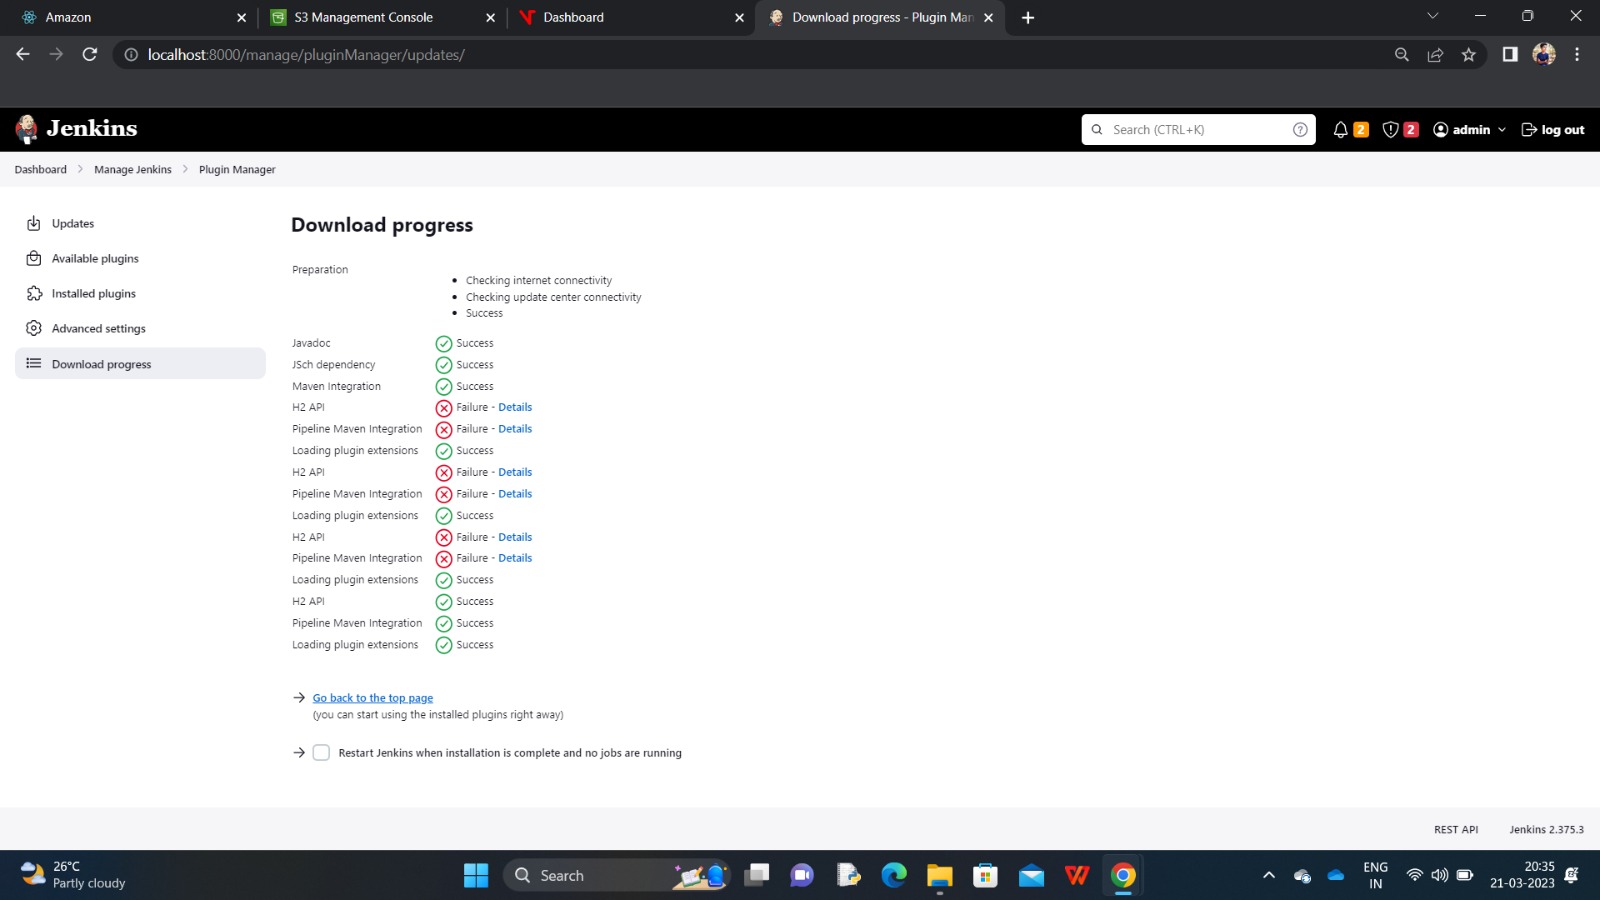 Amazon
S3 Management Console
Dashboard
Download progress - Plugin Man
localhost:8000/manage/pluginManager/updates/
Jenkins
Search (CTRL+K)
2
2
admin
log out
Dashboard
Manage Jenkins
Plugin Manager
Updates
Available plugins
Installed plugins
Advanced settings
Download progress
Download progress
Preparation
Checking internet connectivity
Checking update center connectivity
Success
Javadoc Success
JSch dependency Success
Maven Integration Success
H2 API Failure - Details
Pipeline Maven Integration Failure - Details
Loading plugin extensions Success
H2 API Failure - Details
Pipeline Maven Integration Failure - Details
Loading plugin extensions Success
H2 API Failure - Details
Pipeline Maven Integration Failure - Details
Loading plugin extensions Success
H2 API Success
Pipeline Maven Integration Success
Loading plugin extensions Success
Go back to the top page
(you can start using the installed plugins right away)
Restart Jenkins when installation is complete and no jobs are running
REST API
Jenkins 2.375.3
26°C
Partly cloudy
Search
ENG
IN
20:35
21-03-2023